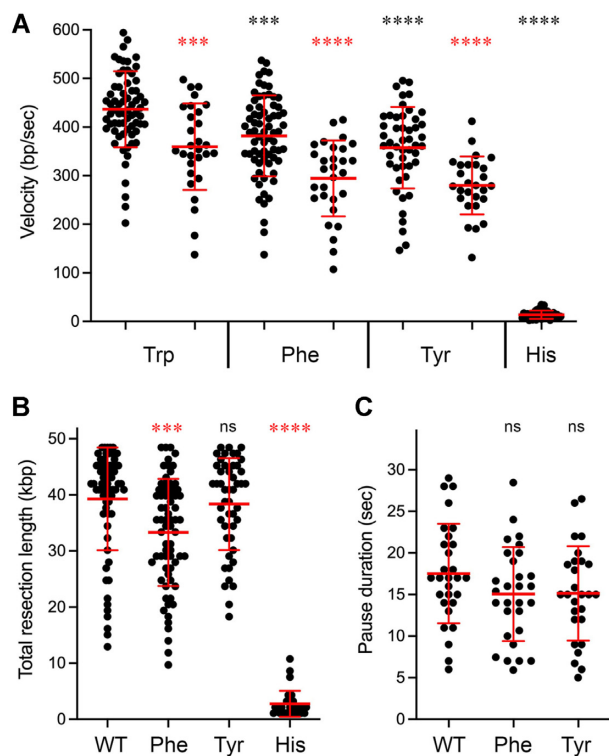 A
*** *** **** **** **** ****
Velocity (bp/sec)
600
500
400
300
200
100
0
Trp Phe Tyr His
B
*** ns ****
Total resection length (kbp)
50
40
30
20
10
0
WT Phe Tyr His
C
ns ns
Pause duration (sec)
30
25
20
15
10
5
0
WT Phe Tyr